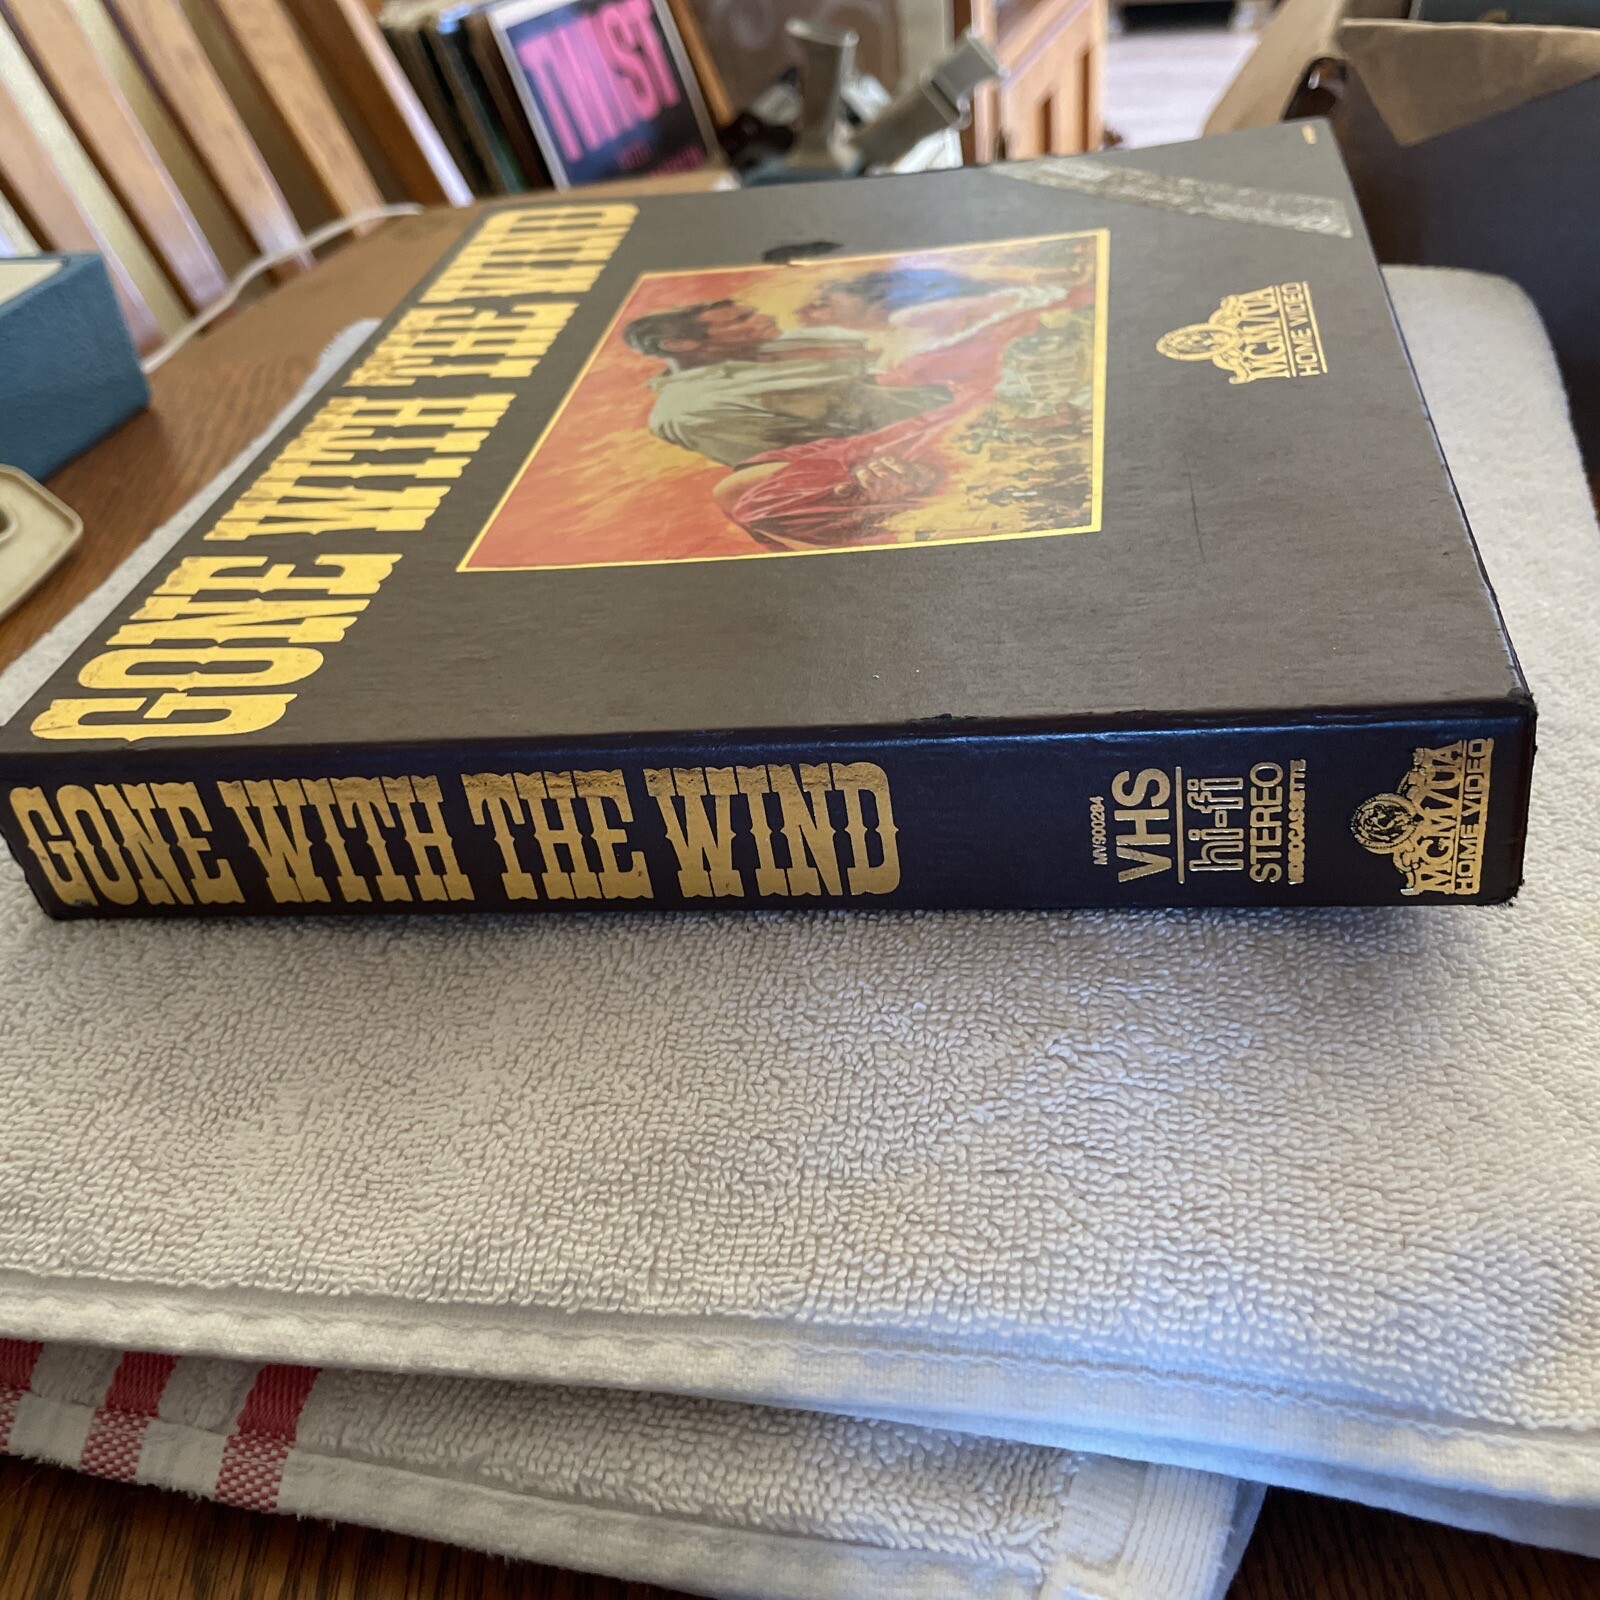 TWIST
GONE WITH THE WIND
MGM/UA
HOME VIDEO
GONE WITH THE WIND
MV900284
VHS
hi-fi
STEREO
VIDEOCASSETTE
MGM/UA
HOME VIDEO